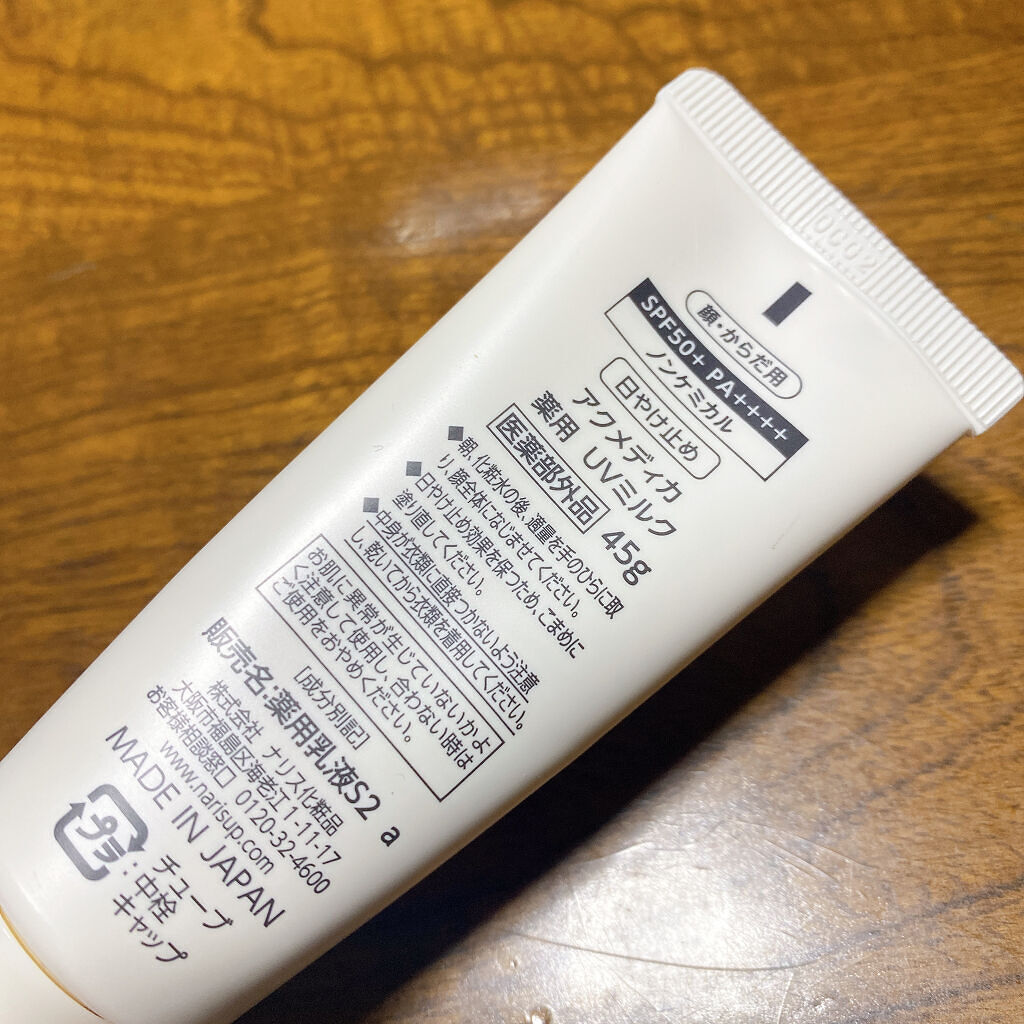 0C02
顔・からだ用
SPF50+ PA++++
ノンケミカル
日やけ止め
アクメディカ
薬用 UVミルク
医薬部外品 45g
◆朝、化粧水の後、適量を手のひらに取
り、顔全体になじませてください。
◆日やけ止め効果を保つため、こまめに
塗り直してください。
◆中身が衣類に直接つかないよう注意
し、乾いてから衣類を着用してください。
お肌に異常が生じていないかよ
く注意して使用し、合わない時は
ご使用をおやめください。
[成分別記]
販売名:薬用乳液S2 a
株式会社 ナリス化粧品
大阪市福島区海老江1-11-17
お客様相談窓口 0120-32-4600
www.narisup.com
MADE IN JAPAN
プラ
:チューブ
中栓
キャップ